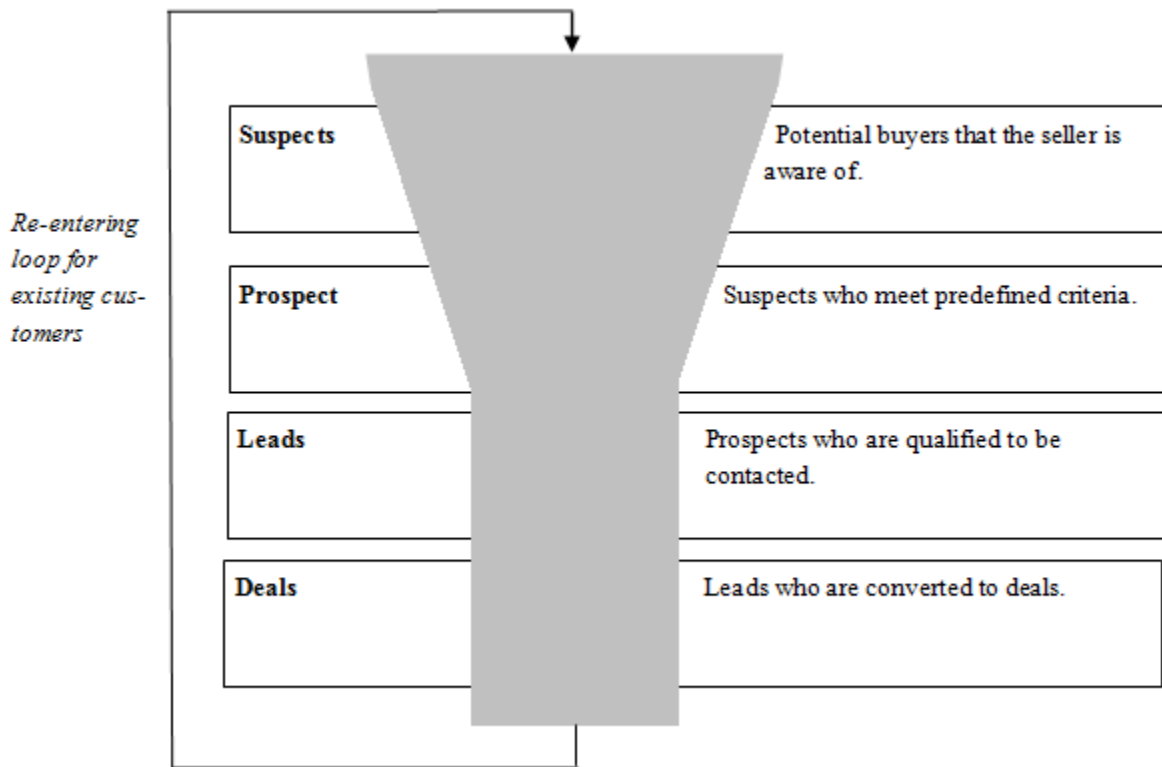 Suspects
Potential buyers that the seller is
aware of.
Re-entering
loop for
existing cus-
tomers
Prospect
Suspects who meet predefined criteria.
Leads
Prospects who are qualified to be
contacted.
Deals
Leads who are converted to deals.